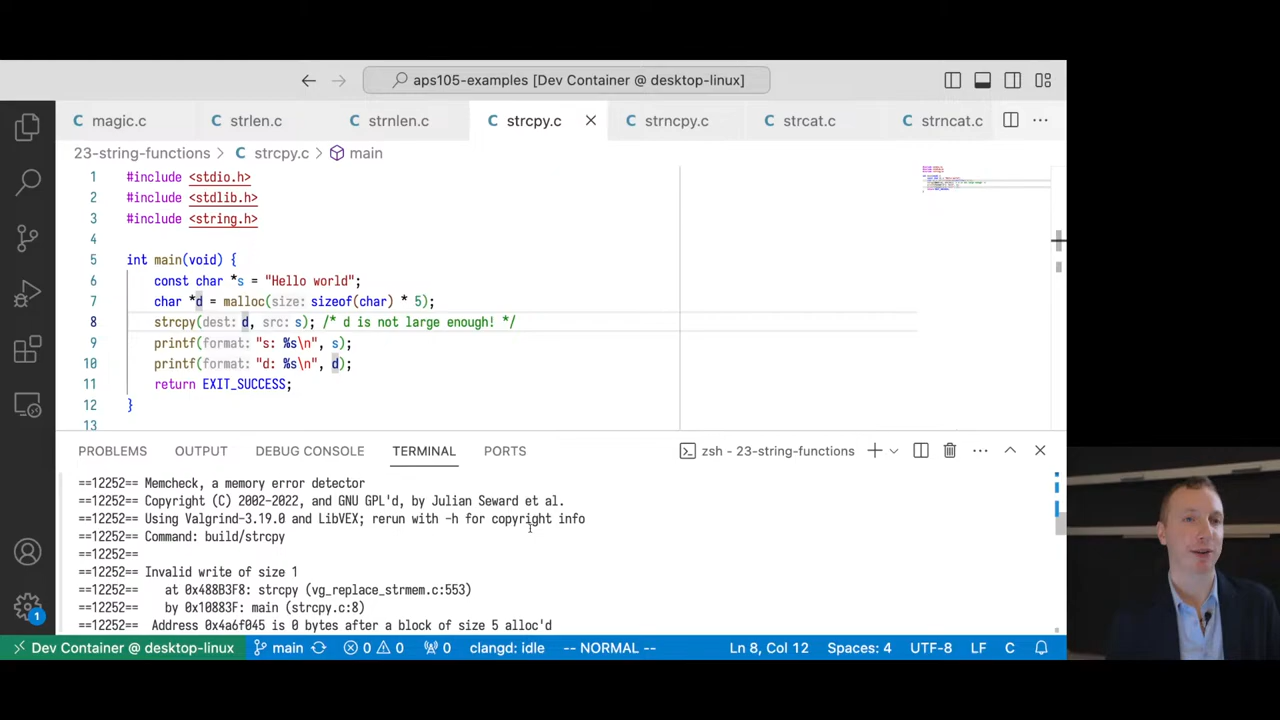 aps105-examples [Dev Container @ desktop-linux]
C magic.c C strlen.c C strnlen.c C strcpy.c C strncpy.c C strcat.c C strncat.c
23-string-functions > C strcpy.c > main
1 #include <stdio.h>
2 #include <stdlib.h>
3 #include <string.h>
4
5 int main(void) {
6 const char *s = "Hello world";
7 char *d = malloc(size: sizeof(char) * 5);
8 strcpy(dest: d, src: s); /* d is not large enough! */
9 printf(format: "s: %s\n", s);
10 printf(format: "d: %s\n", d);
11 return EXIT_SUCCESS;
12 }
13
PROBLEMS OUTPUT DEBUG CONSOLE TERMINAL PORTS zsh - 23-string-functions
==12252== Memcheck, a memory error detector
==12252== Copyright (C) 2002-2022, and GNU GPL'd, by Julian Seward et al.
==12252== Using Valgrind-3.19.0 and LibVEX; rerun with -h for copyright info
==12252== Command: build/strcpy
==12252==
==12252== Invalid write of size 1
==12252== at 0x488B3F8: strcpy (vg_replace_strmem.c:553)
==12252== by 0x10883F: main (strcpy.c:8)
==12252== Address 0x4a6f045 is 0 bytes after a block of size 5 alloc'd
1
Dev Container @ desktop-linux main 0 0 0 clangd: idle -- NORMAL -- Ln 8, Col 12 Spaces: 4 UTF-8 LF C